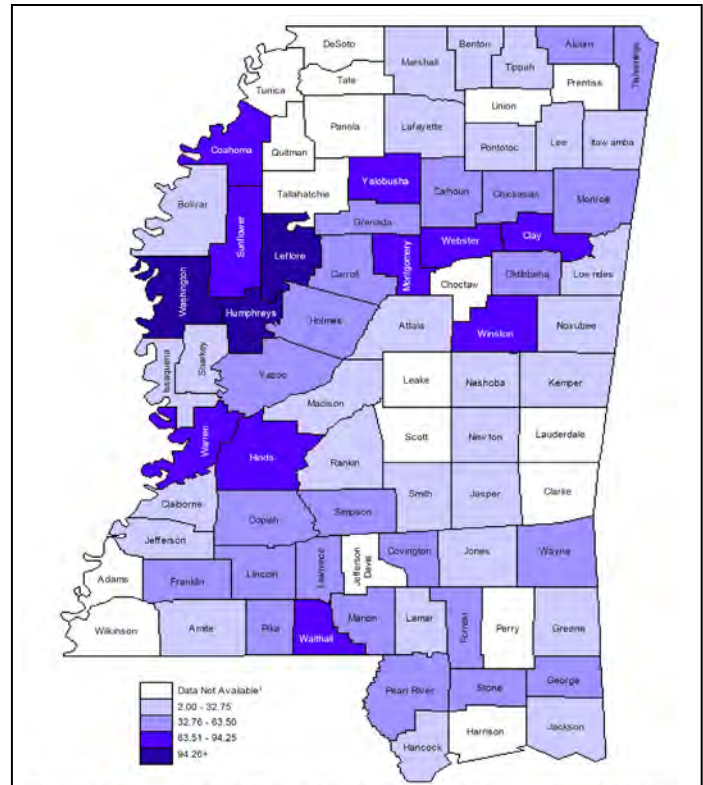 DeSoto
Benton
Alcorn
Tishomingo
Marshall
Tippah
Tate
Prentiss
Tunica
Union
Panola
Lafayette
Lee
Itawamba
Pontotoc
Coahoma
Quitman
Yalobusha
Tallahatchie
Calhoun
Chickasaw
Monroe
Bolivar
Grenada
Sunflower
Leflore
Webster
Clay
Montgomery
Carroll
Oktibbeha
Lowndes
Choctaw
Washington
Humphreys
Holmes
Attala
Winston
Noxubee
Issaquena
Sharkey
Yazoo
Leake
Neshoba
Kemper
Madison
Warren
Scott
Newton
Lauderdale
Hinds
Rankin
Smith
Jasper
Clarke
Claiborne
Copiah
Simpson
Jefferson
Jefferson
Davis
Covington
Jones
Wayne
Adams
Franklin
Lincoln
Lawrence
Wilkinson
Amite
Pike
Walthall
Marion
Lamar
Forrest
Perry
Greene
Pearl River
Stone
George
Hancock
Harrison
Jackson
Data Not Available¹
2.00 - 32.75
32.76 - 63.50
63.51 - 94.25
94.26+